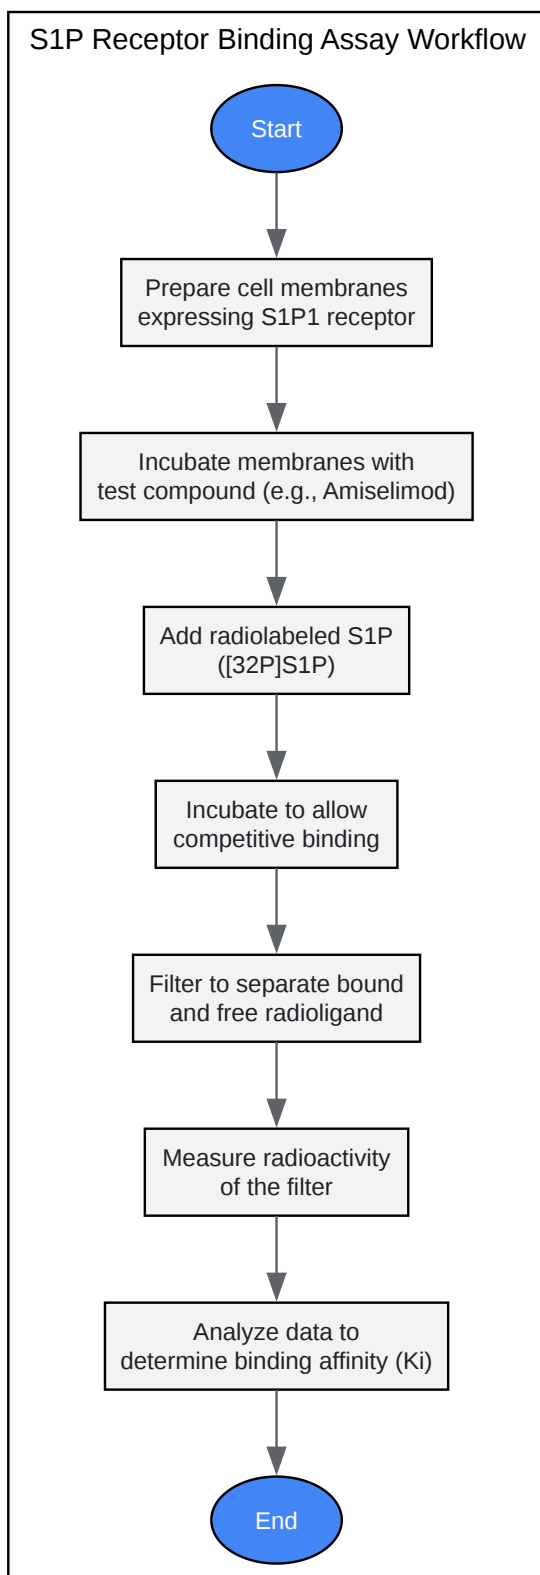 S1P Receptor Binding Assay Workflow
Start
Prepare cell membranes
expressing S1P1 receptor
Incubate membranes with
test compound (e.g., Amiselimod)
Add radiolabeled S1P
([32P]S1P)
Incubate to allow
competitive binding
Filter to separate bound
and free radioligand
Measure radioactivity
of the filter
Analyze data to
determine binding affinity (Ki)
End